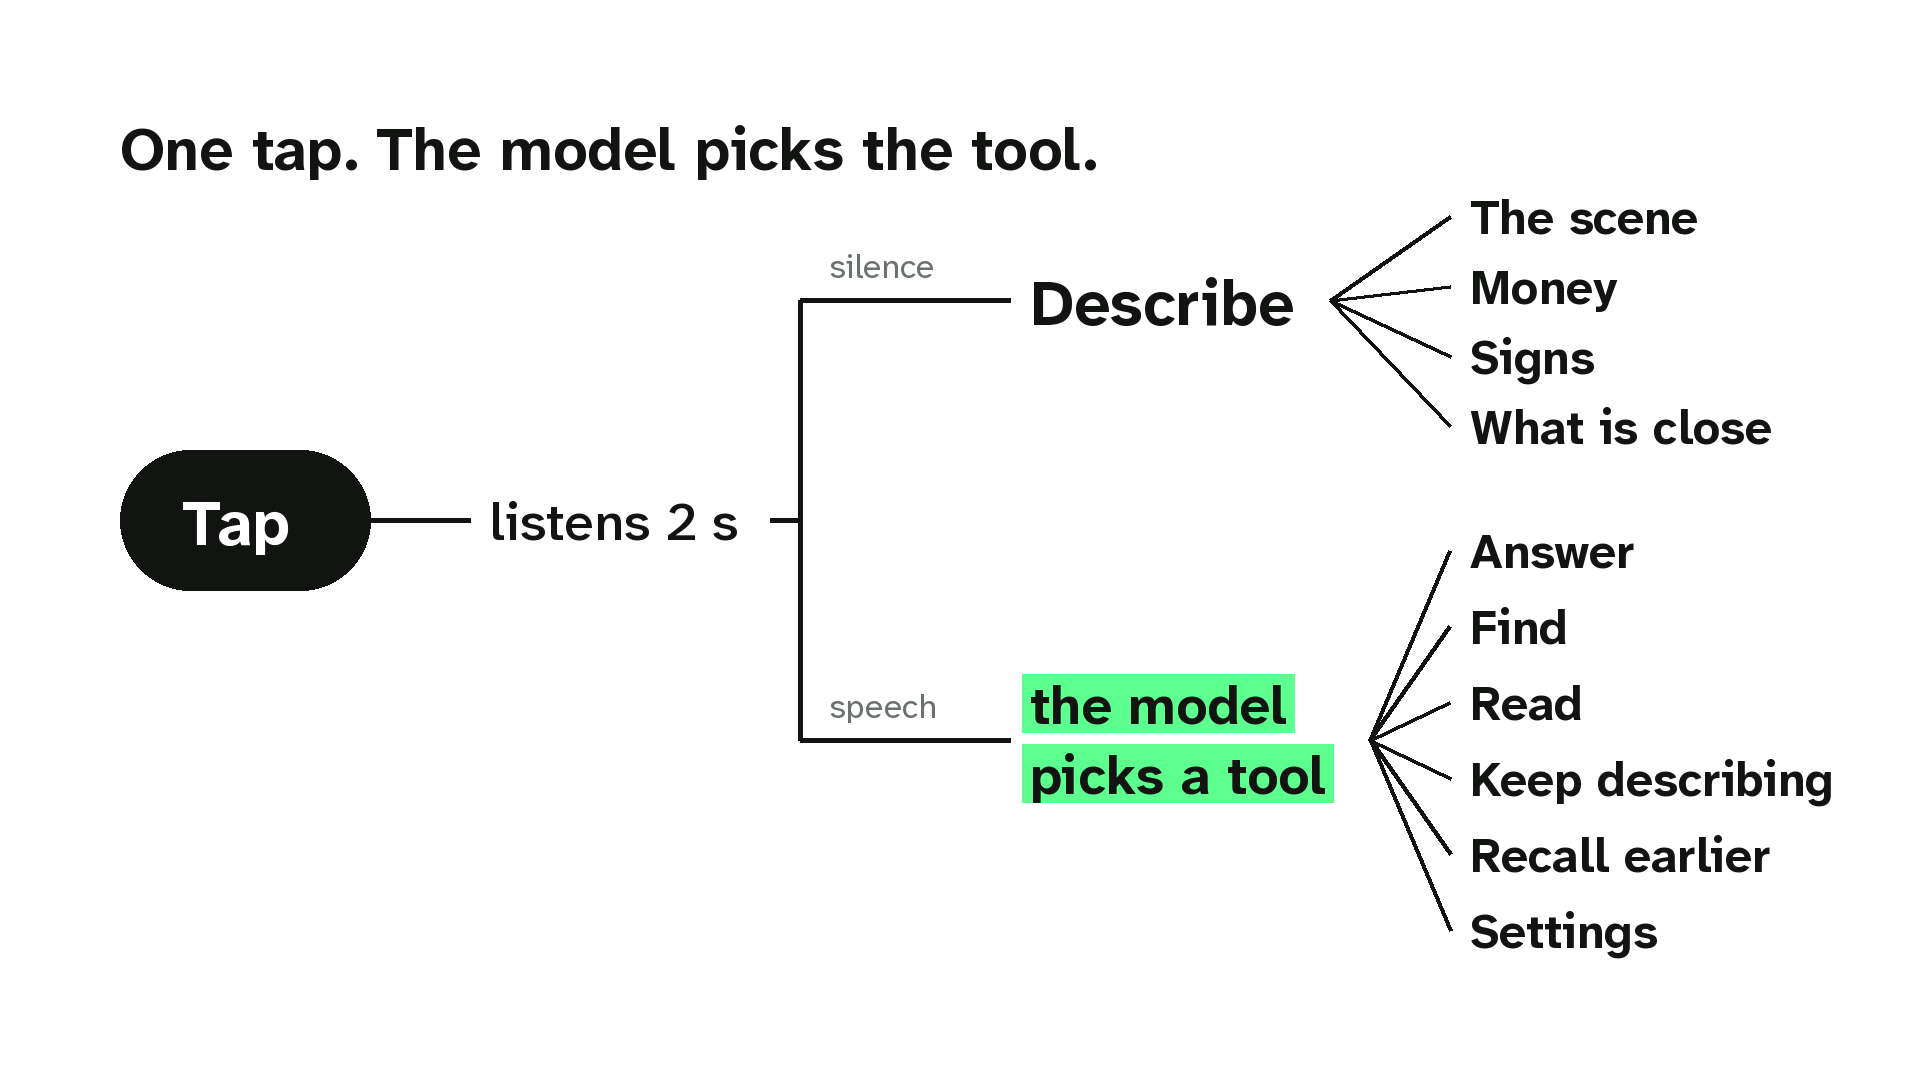 One tap. The model picks the tool.
Tap
listens 2 s
silence
Describe
The scene
Money
Signs
What is close
speech
the model
picks a tool
Answer
Find
Read
Keep describing
Recall earlier
Settings